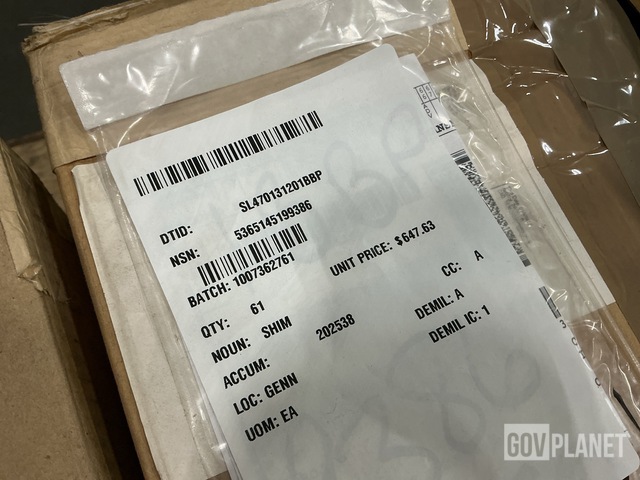 DTID: SL470131201BBP
NSN: 5365145199386
BATCH: 1007362761
QTY: 61 UNIT PRICE: $647.63
NOUN: SHIM CC: A
ACCUM: 202538 DEMIL: A
LOC: GENN DEMIL IC: 1
UOM: EA
GOVPLANET